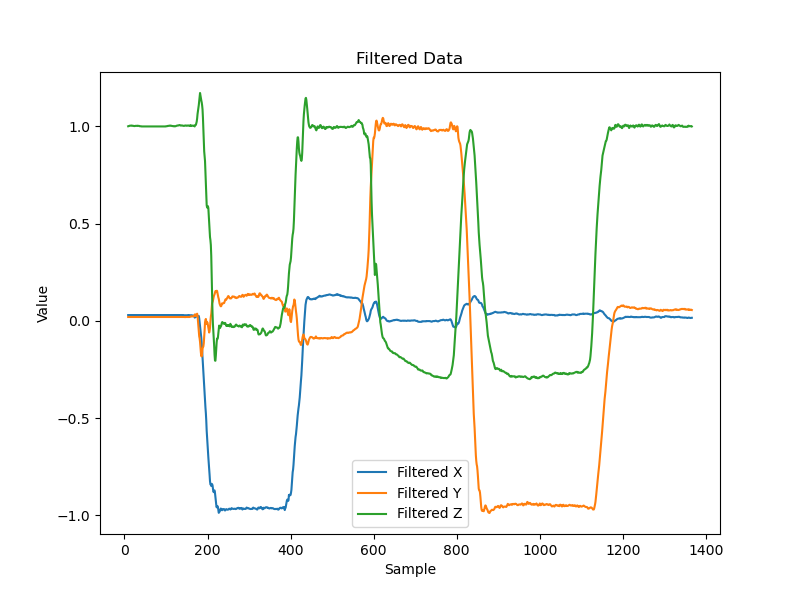 Filtered Data
Value
1.0
0.5
0.0
−0.5
−1.0
Filtered X
Filtered Y
Filtered Z
0 200 400 600 800 1000 1200 1400
Sample